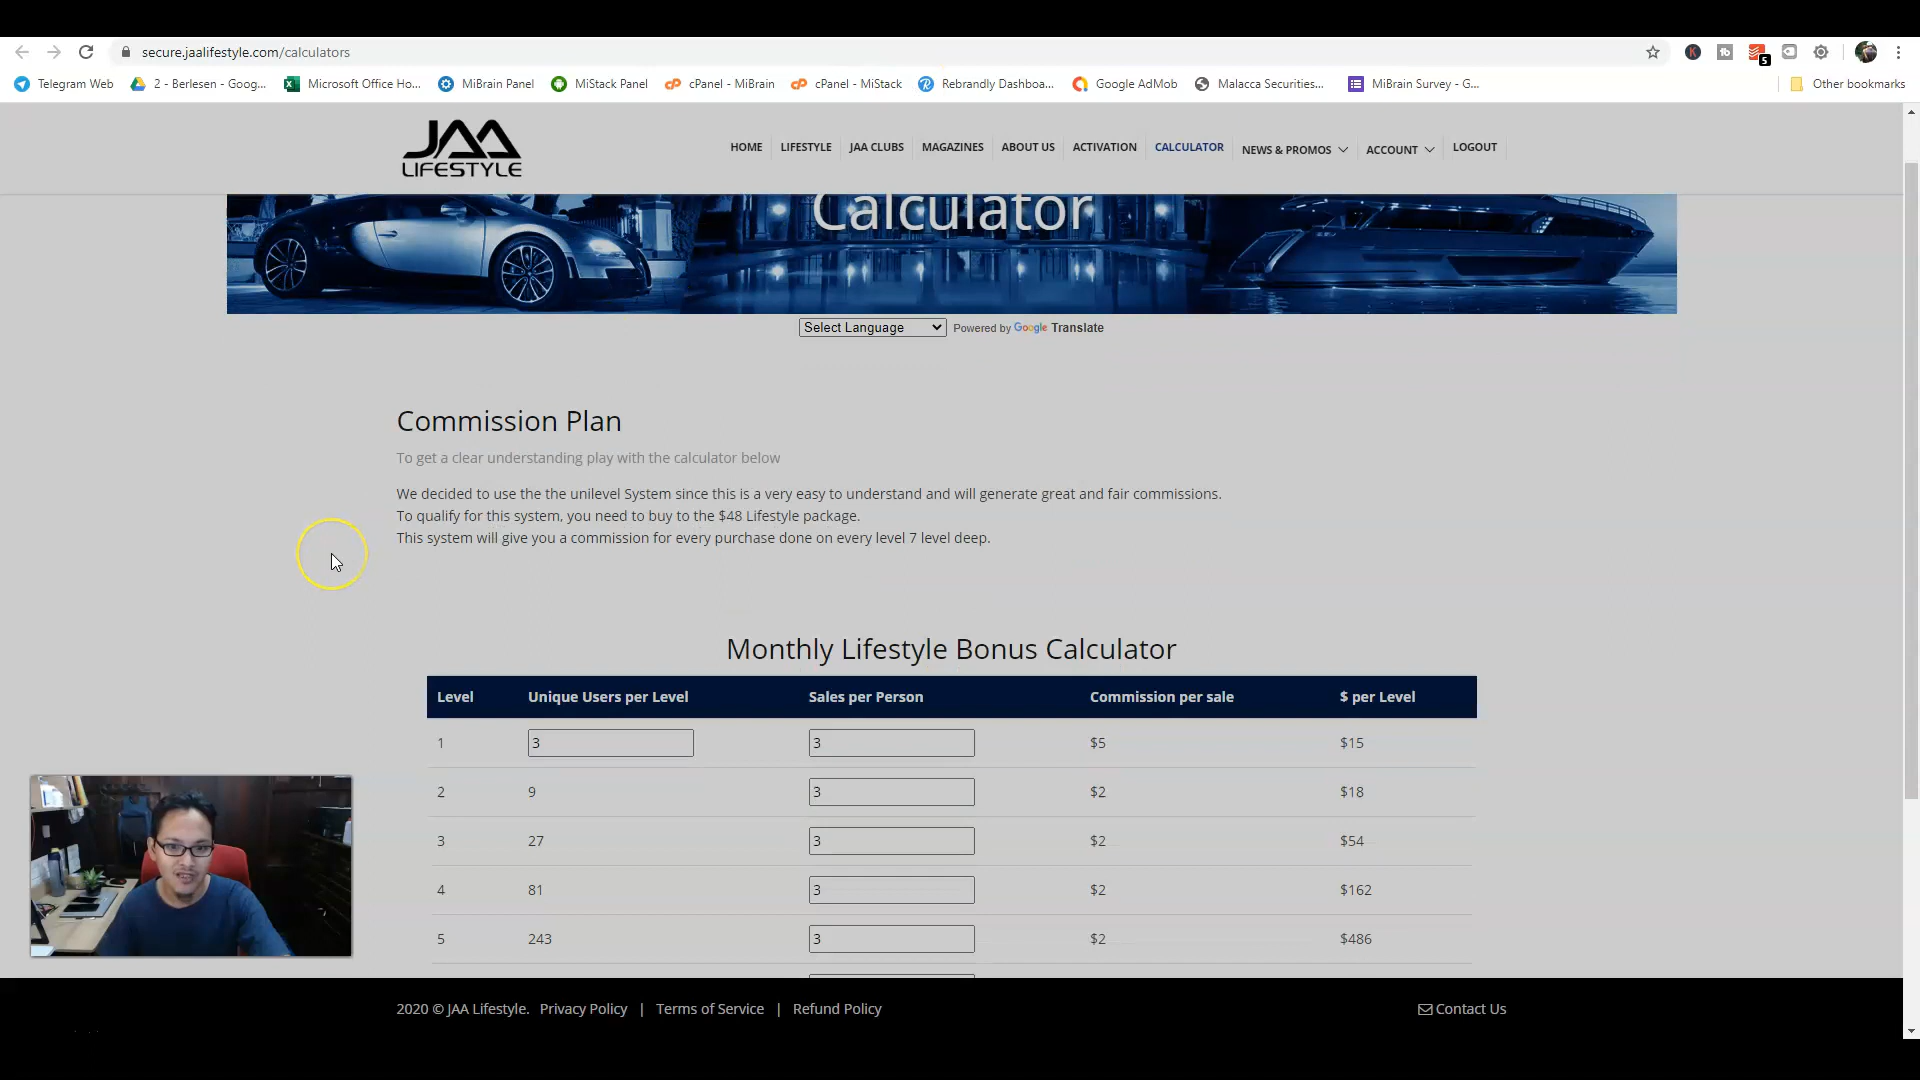 secure.jaalifestyle.com/calculators
K
5
Telegram Web
2 - Berlesen - Goog...
Microsoft Office Ho...
MiBrain Panel
MiStack Panel
cPanel - MiBrain
cPanel - MiStack
Rebrandly Dashboa...
Google AdMob
Malacca Securities...
MiBrain Survey - G...
Other bookmarks
JAA
LIFESTYLE
HOME
LIFESTYLE
JAA CLUBS
MAGAZINES
ABOUT US
ACTIVATION
CALCULATOR
NEWS & PROMOS
ACCOUNT
LOGOUT
Calculator
Select Language
Powered by Google Translate
Commission Plan
To get a clear understanding play with the calculator below
We decided to use the the unilevel System since this is a very easy to understand and will generate great and fair commissions.
To qualify for this system, you need to buy to the $48 Lifestyle package.
This system will give you a commission for every purchase done on every level 7 level deep.
Monthly Lifestyle Bonus Calculator
Level Unique Users per Level Sales per Person Commission per sale $ per Level
1 3 3 $5 $15
2 9 3 $2 $18
3 27 3 $2 $54
4 81 3 $2 $162
5 243 3 $2 $486
2020 © JAA Lifestyle. Privacy Policy | Terms of Service | Refund Policy
Contact Us